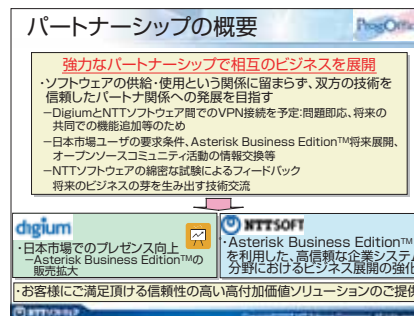 パートナーシップの概要
ProgOffice
強力なパートナーシップで相互のビジネスを展開
・ソフトウェアの供給・使用という関係に留まらず、双方の技術を
信頼したパートナ関係への発展を目指す
－DigiumとNTTソフトウェア間でのVPN接続を予定:問題即応、将来の
共同での機能追加等のため
－日本市場ユーザの要求条件、Asterisk Business Edition™将来展開、
オープンソースコミュニティ活動の情報交換等
－NTTソフトウェアの綿密な試験によるフィードバック
将来のビジネスの芽を生み出す技術交流
digium
・日本市場でのプレゼンス向上
－Asterisk Business Edition™の
販売拡大
NTTSOFT
・Asterisk Business Edition™
を利用した、高信頼な企業システム
分野におけるビジネス展開の強化
・お客様にご満足頂ける信頼性の高い高付加価値ソリューションのご提供